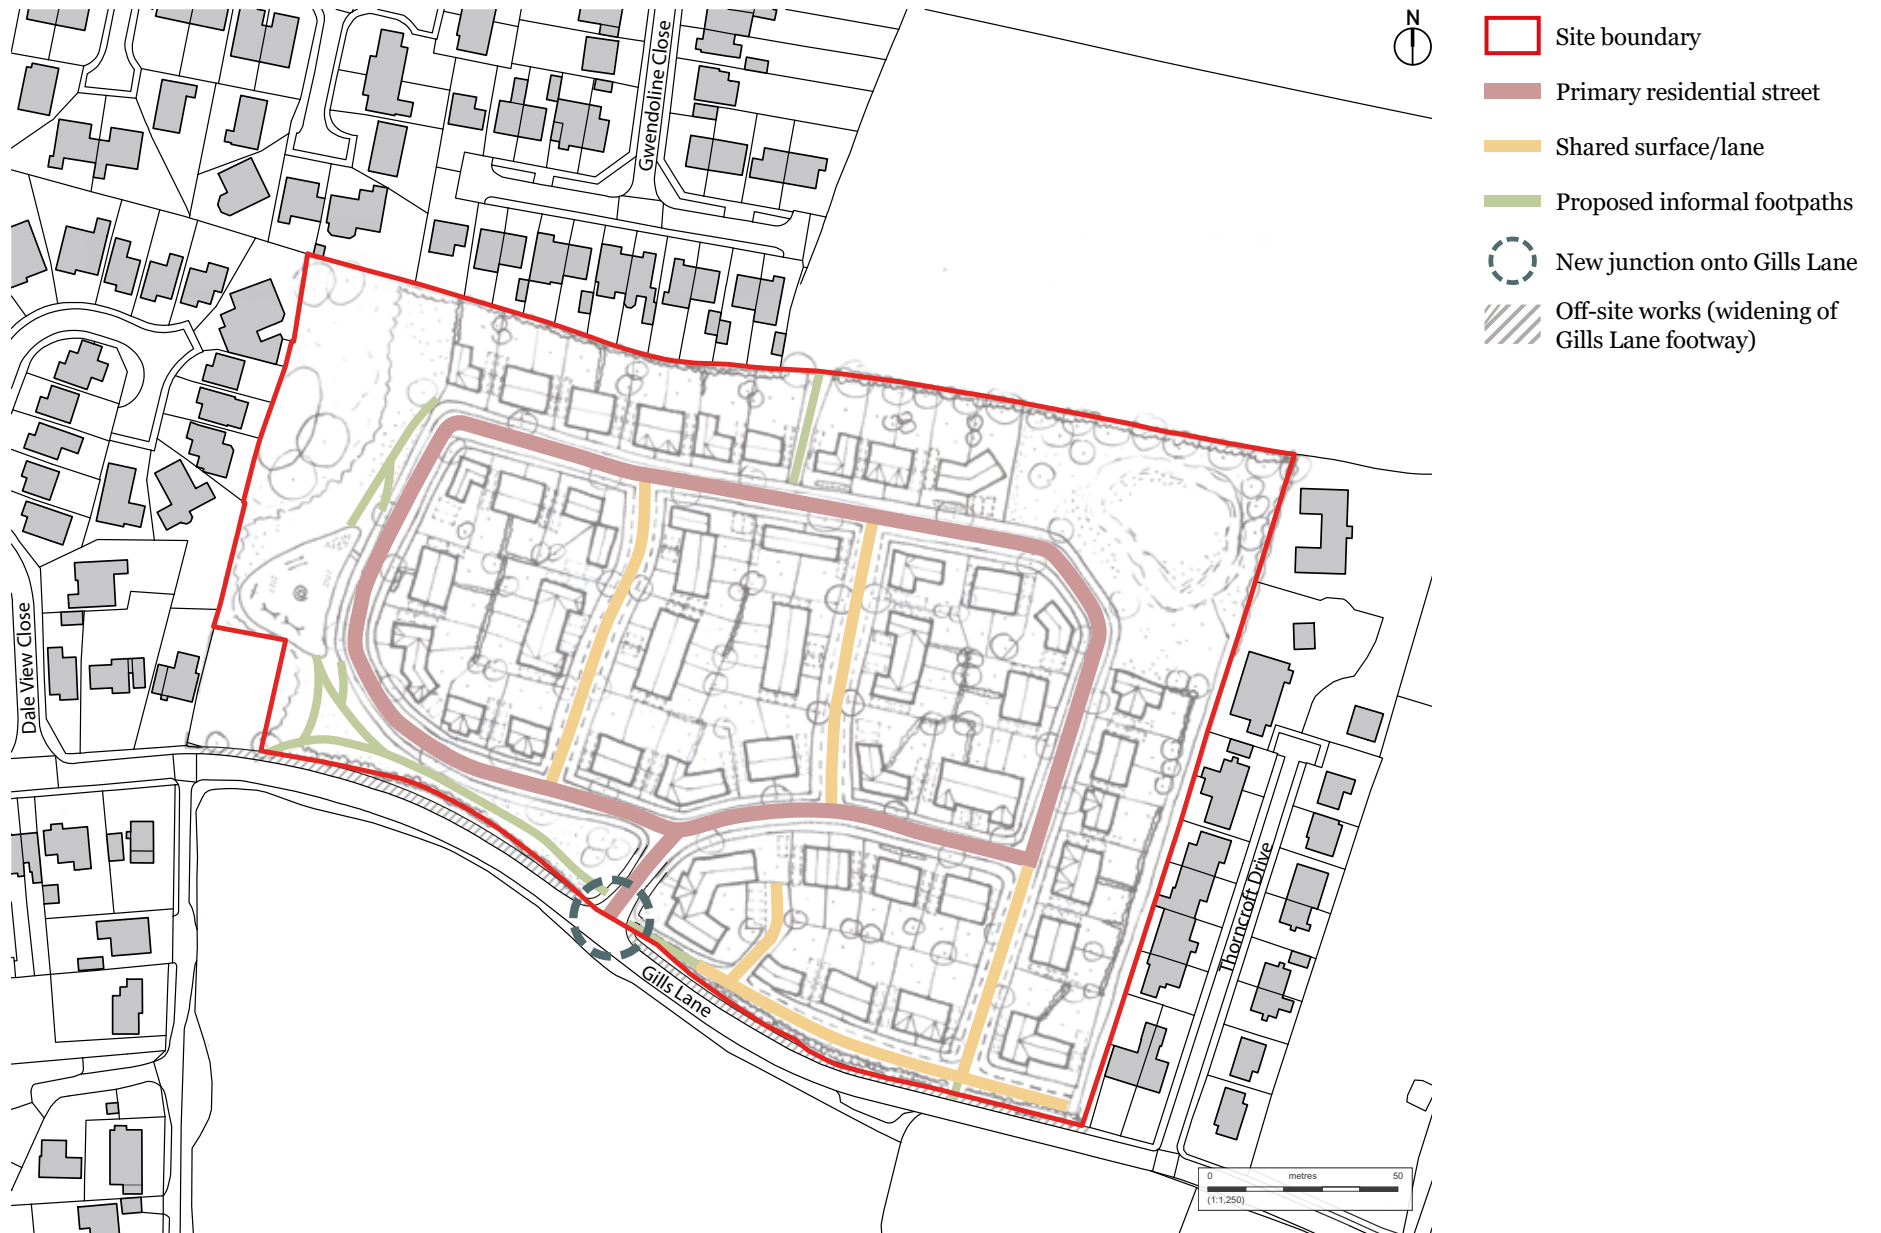 N
Site boundary
Primary residential street
Shared surface/lane
Proposed informal footpaths
New junction onto Gills Lane
Off-site works (widening of
Gills Lane footway)
Gwendoline Close
Dale View Close
Thorncroft Drive
Gills Lane
0 metres 50
(1:1,250)